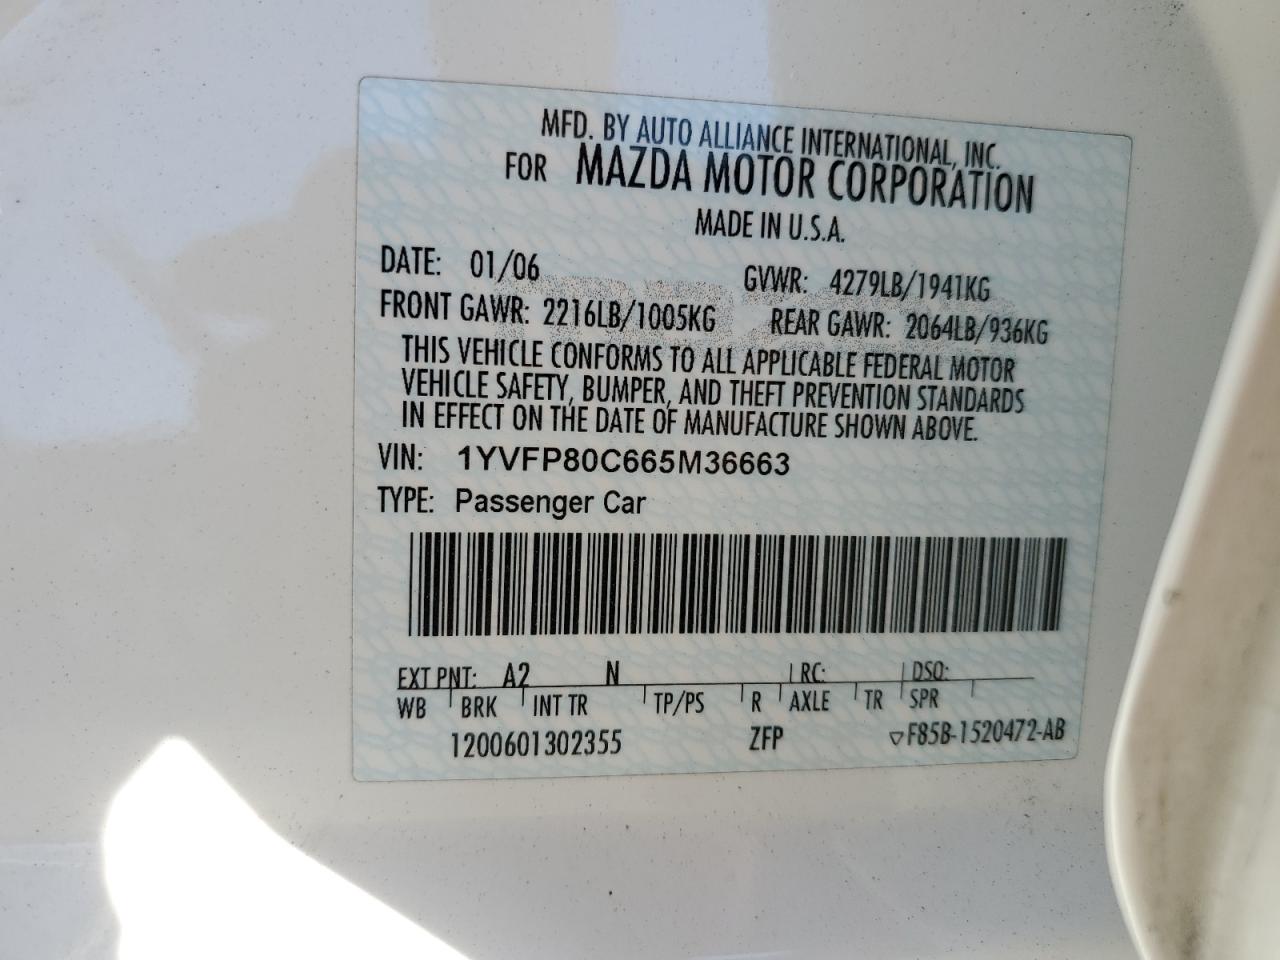 MFD. BY AUTO ALLIANCE INTERNATIONAL, INC.
FOR MAZDA MOTOR CORPORATION
MADE IN U.S.A.
DATE: 01/06 GVWR: 4279LB/1941KG
FRONT GAWR: 2216LB/1005KG REAR GAWR: 2064LB/936KG
THIS VEHICLE CONFORMS TO ALL APPLICABLE FEDERAL MOTOR
VEHICLE SAFETY, BUMPER, AND THEFT PREVENTION STANDARDS
IN EFFECT ON THE DATE OF MANUFACTURE SHOWN ABOVE.
VIN: 1YVFP80C665M36663
TYPE: Passenger Car
EXT PNT: A2 N RC: DSO:
WB BRK INT TR TP/PS R AXLE TR SPR
1200601302355 ZFP ▽F85B-1520472-AB